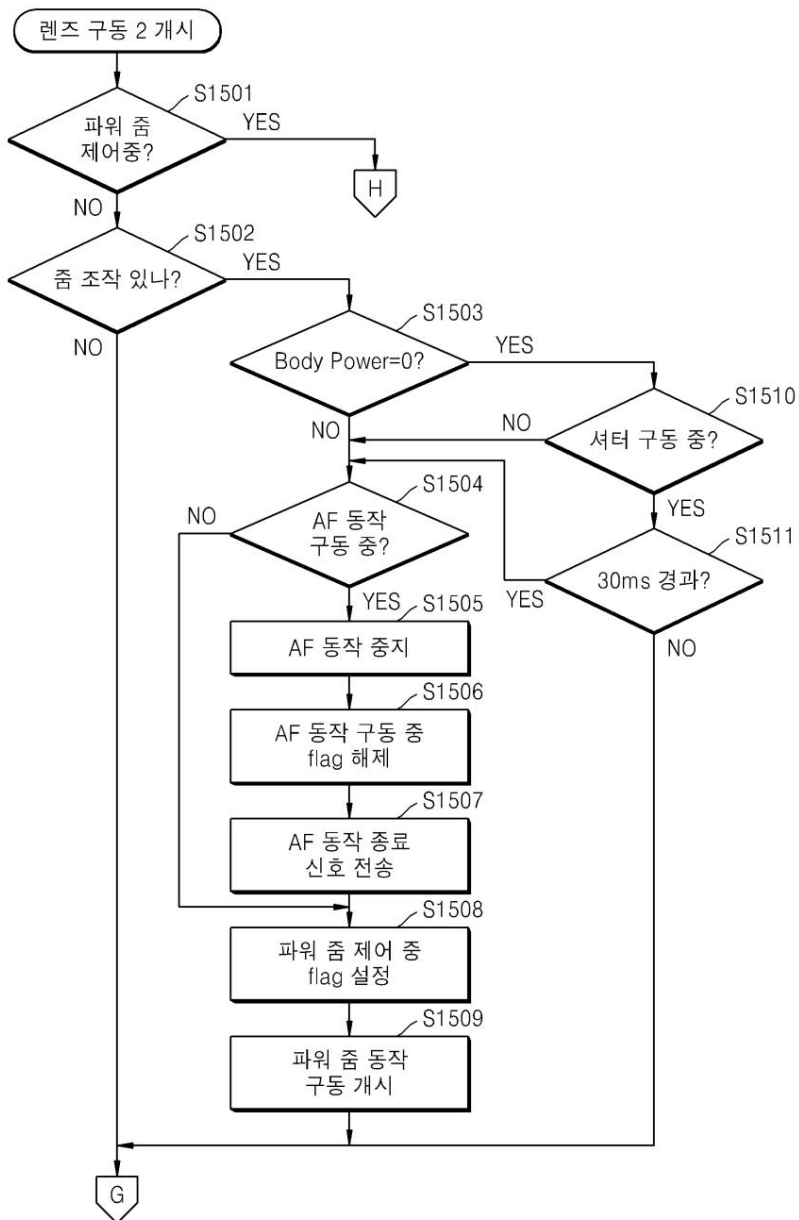 렌즈 구동 2 개시
S1501
파워 줌
제어중?
YES
H
NO
S1502
줌 조작 있나?
YES
NO
S1503
Body Power=0?
YES
NO
S1510
셔터 구동 중?
NO
YES
S1504
AF 동작
구동 중?
NO
YES
S1511
30ms 경과?
YES
NO
S1505
AF 동작 중지
S1506
AF 동작 구동 중
flag 해제
S1507
AF 동작 종료
신호 전송
S1508
파워 줌 제어 중
flag 설정
S1509
파워 줌 동작
구동 개시
G